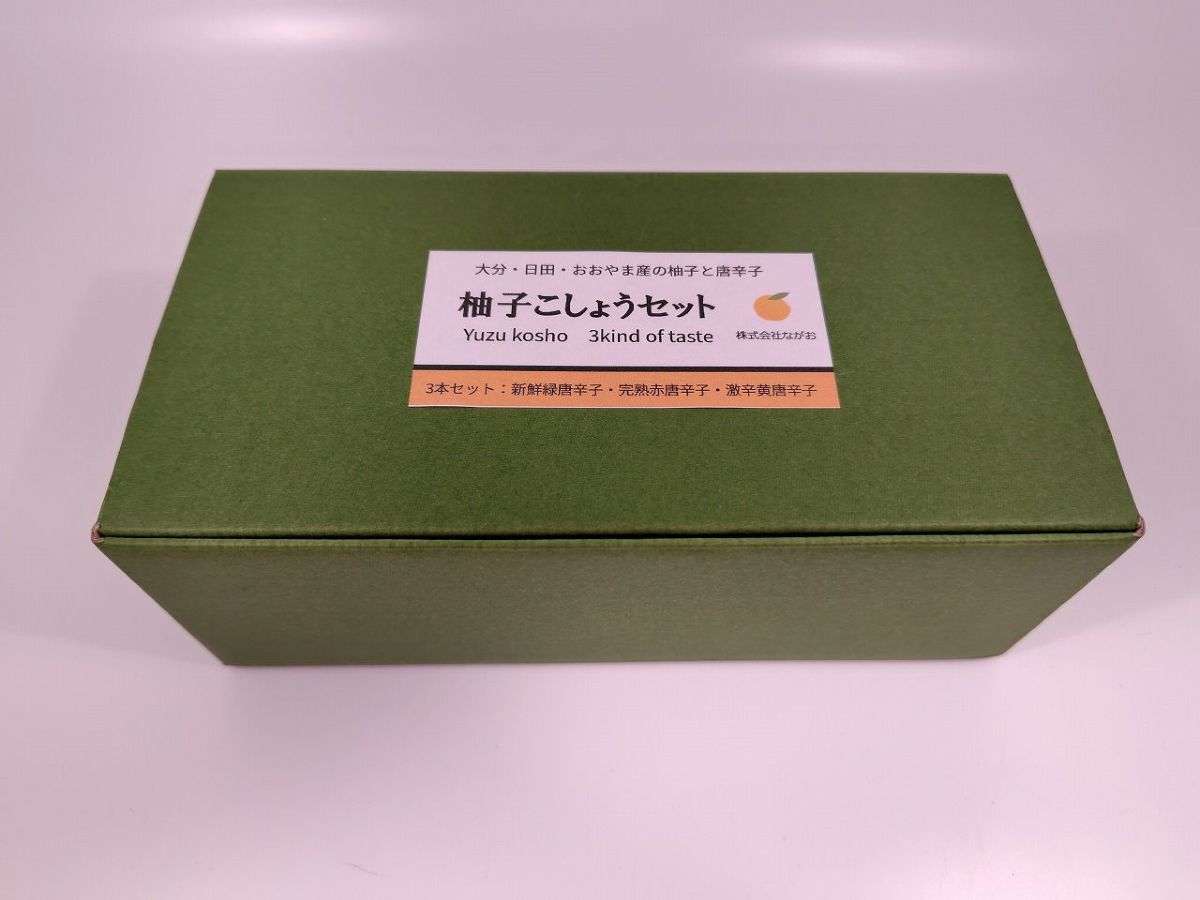 大分・日田・おおやま産の柚子と唐辛子
柚子こしょうセット
Yuzu kosho 3kind of taste
株式会社ながお
3本セット：新鮮緑唐辛子・完熟赤唐辛子・激辛黄唐辛子